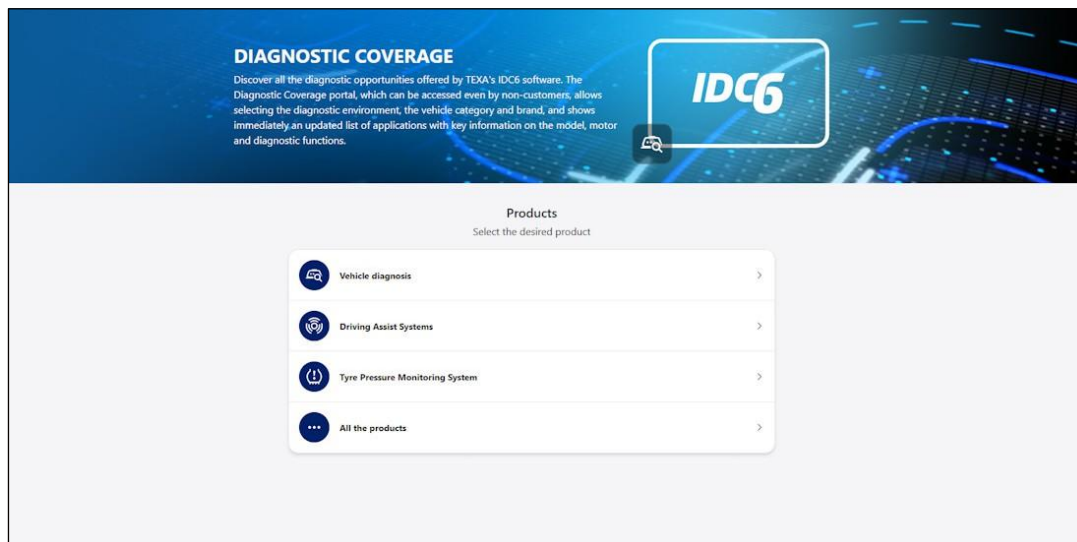 DIAGNOSTIC COVERAGE
Discover all the diagnostic opportunities offered by TEXA's IDC6 software. The
Diagnostic Coverage portal, which can be accessed even by non-customers, allows
selecting the diagnostic environment, the vehicle category and brand, and shows
immediately an updated list of applications with key information on the model, motor
and diagnostic functions.
IDC6
Products
Select the desired product
Vehicle diagnosis
Driving Assist Systems
Tyre Pressure Monitoring System
All the products